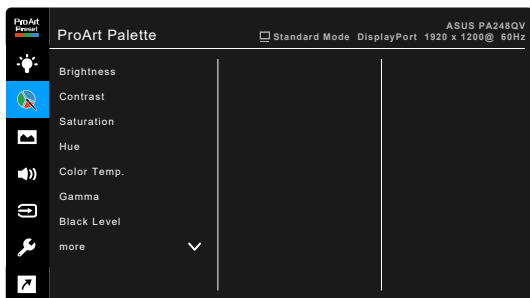 ProArt
Preset
ProArt Palette
ASUS PA248QV
Standard Mode DisplayPort 1920 x 1200@ 60Hz
Brightness
Contrast
Saturation
Hue
Color Temp.
Gamma
Black Level
more